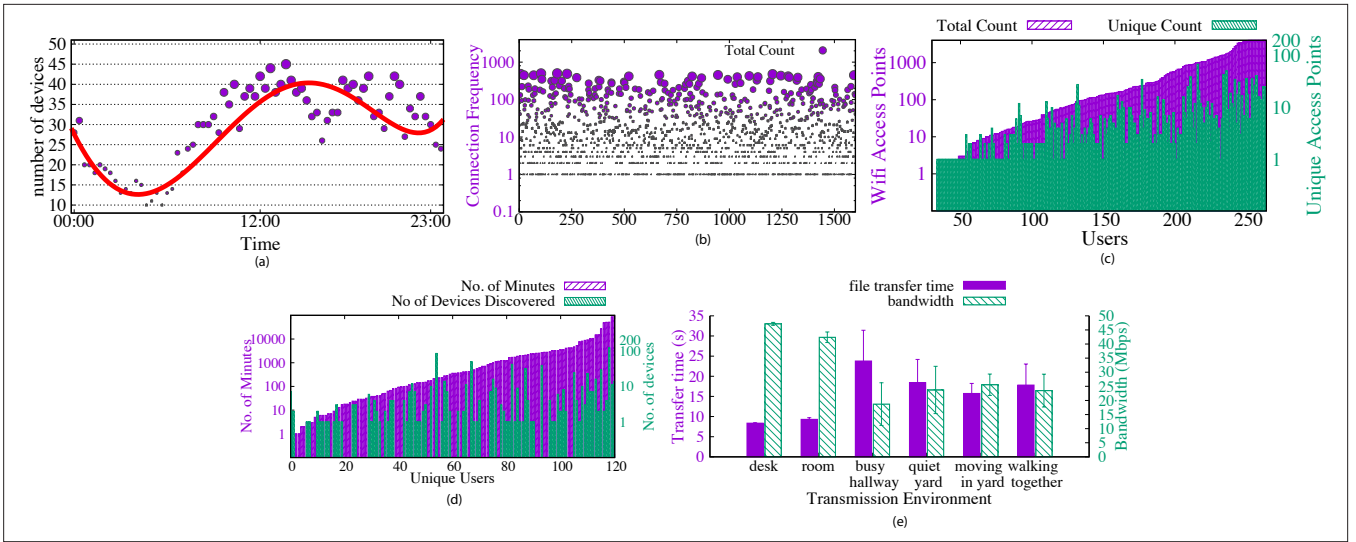 50
45
40
35
30
25
20
15
10
number of devices
00:00 12:00 23:00
Time
(a)
Total Count
1000
100
10
1
0.1
Connection Frequency
0 250 500 750 1000 1250 1500
(b)
Total Count Unique Count
1000
100
10
1
Wifi Access Points
200
100
10
1
Unique Access Points
50 100 150 200 250
Users
(c)
No. of Minutes
No of Devices Discovered
10000
1000
100
10
1
No. of Minutes
200
100
10
1
No. of devices
0 20 40 60 80 100 120
Unique Users
(d)
file transfer time
bandwidth
35
30
25
20
15
10
5
0
Transfer time (s)
50
45
40
35
30
25
20
15
10
5
0
Bandwidth (Mbps)
desk room busy quiet moving walking
hallway yard in yard together
Transmission Environment
(e)